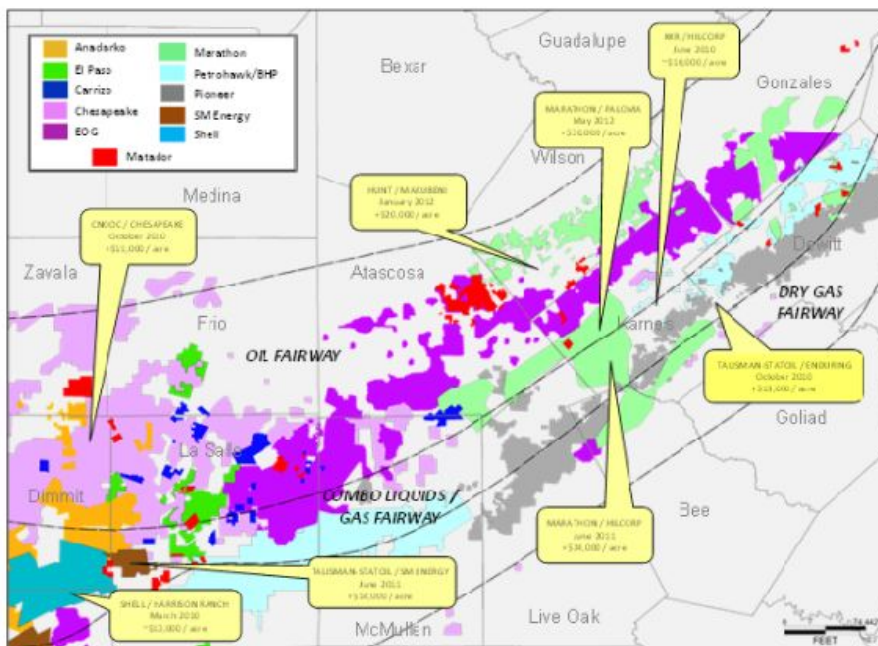 Anadarko
El Paso
Carrizo
Chesapeake
EOG
Marathon
Petrohawk/BHP
Pioneer
SM Energy
Shell
Matador
Guadalupe
Bexar
Gonzales
KKR / HILCORP
June 2010
MARATHON / PALOMA
May 2012
Wilson
Medina
HUNT / MARUBENI
January 2012
~$20,000 / acre
CNOOC / CHESAPEAKE
October 2010
~$11,000 / acre
Zavala
Atascosa
Dewitt
Frio
OIL FAIRWAY
Karnes
DRY GAS
FAIRWAY
TALISMAN-STATOIL / ENDURING
October 2010
Goliad
La Salle
Dimmit
COMBO LIQUIDS /
GAS FAIRWAY
Bee
MARATHON / HILCORP
June 2011
TALISMAN-STATOIL / SM ENERGY
June 2011
SHELL / HARRISON RANCH
March 2010
McMullen
Live Oak
FEET